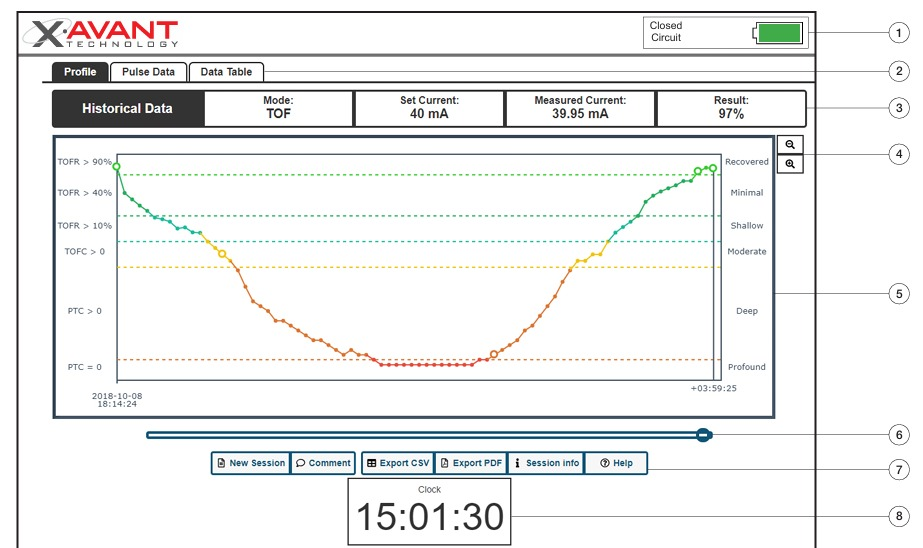 X·AVANT
TECHNOLOGY
Closed
Circuit
1
Profile
Pulse Data
Data Table
2
Historical Data
Mode:
TOF
Set Current:
40 mA
Measured Current:
39.95 mA
Result:
97%
3
4
TOFR > 90%
Recovered
TOFR > 40%
Minimal
TOFR > 10%
Shallow
TOFC > 0
Moderate
5
PTC > 0
Deep
PTC = 0
Profound
2018-10-08
18:14:24
+03:59:25
6
New Session
Comment
Export CSV
Export PDF
Session info
Help
7
Clock
15:01:30
8